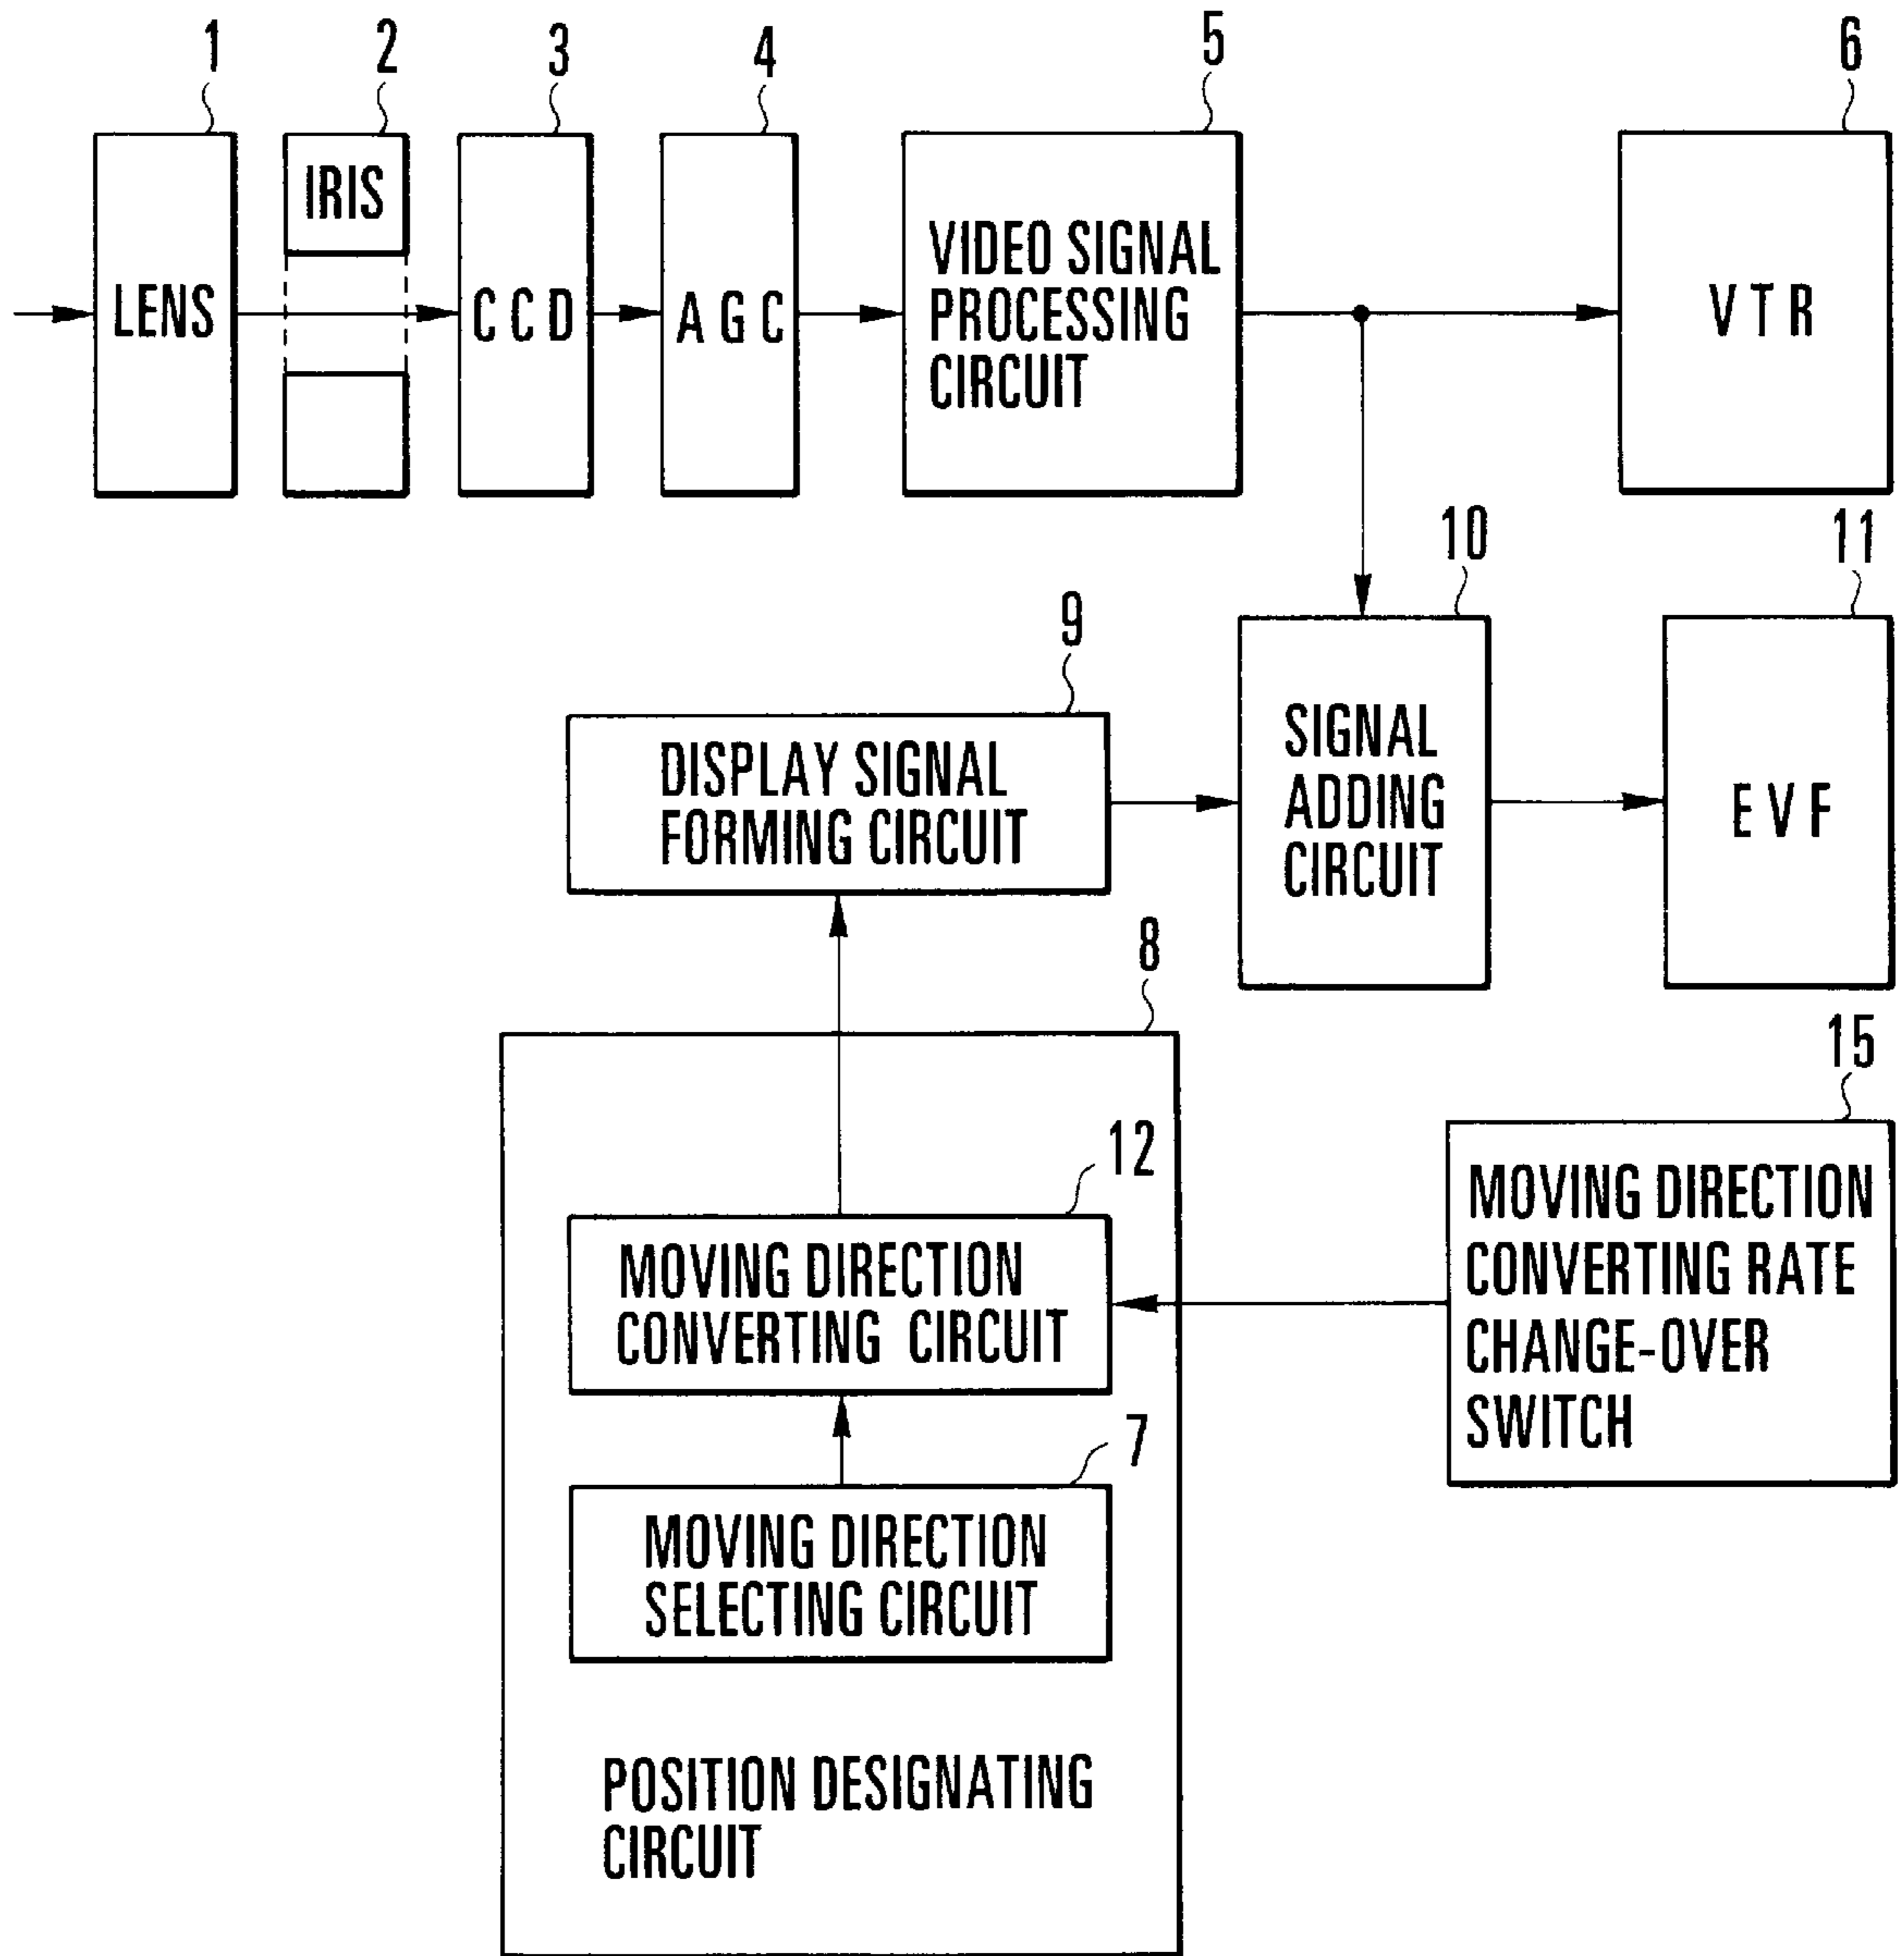 1
2
3
4
5
6
IRIS
LENS
C C D
A G C
VIDEO SIGNAL
PROCESSING
CIRCUIT
V T R
10
11
9
DISPLAY SIGNAL
FORMING CIRCUIT
SIGNAL
ADDING
CIRCUIT
E V F
8
15
12
MOVING DIRECTION
CONVERTING CIRCUIT
MOVING DIRECTION
CONVERTING RATE
CHANGE-OVER
SWITCH
7
MOVING DIRECTION
SELECTING CIRCUIT
POSITION DESIGNATING
CIRCUIT